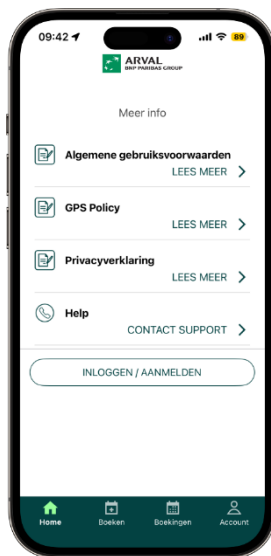 09:42
89
ARVAL
BNP PARIBAS GROUP
Meer info
Algemene gebruiksvoorwaarden
LEES MEER
GPS Policy
LEES MEER
Privacyverklaring
LEES MEER
Help
CONTACT SUPPORT
INLOGGEN / AANMELDEN
Home Boeken Boekingen Account